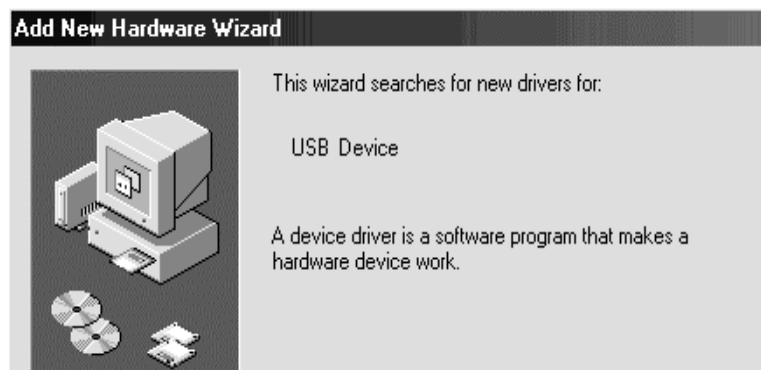 Add New Hardware Wizard
This wizard searches for new drivers for:
USB Device
A device driver is a software program that makes a
hardware device work.